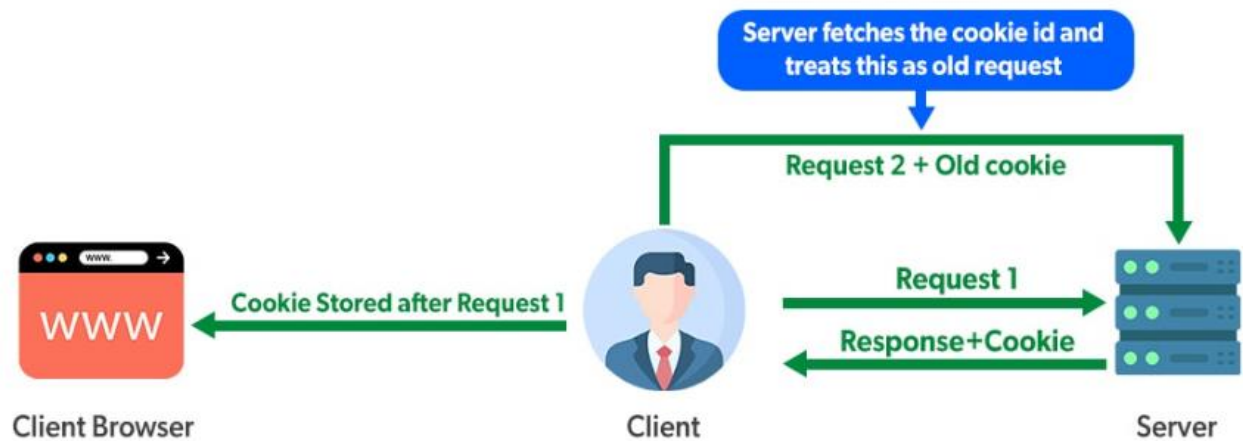 Server fetches the cookie id and
treats this as old request
Request 2 + Old cookie
www.
WWW
Cookie Stored after Request 1
Request 1
Response+Cookie
Client Browser
Client
Server